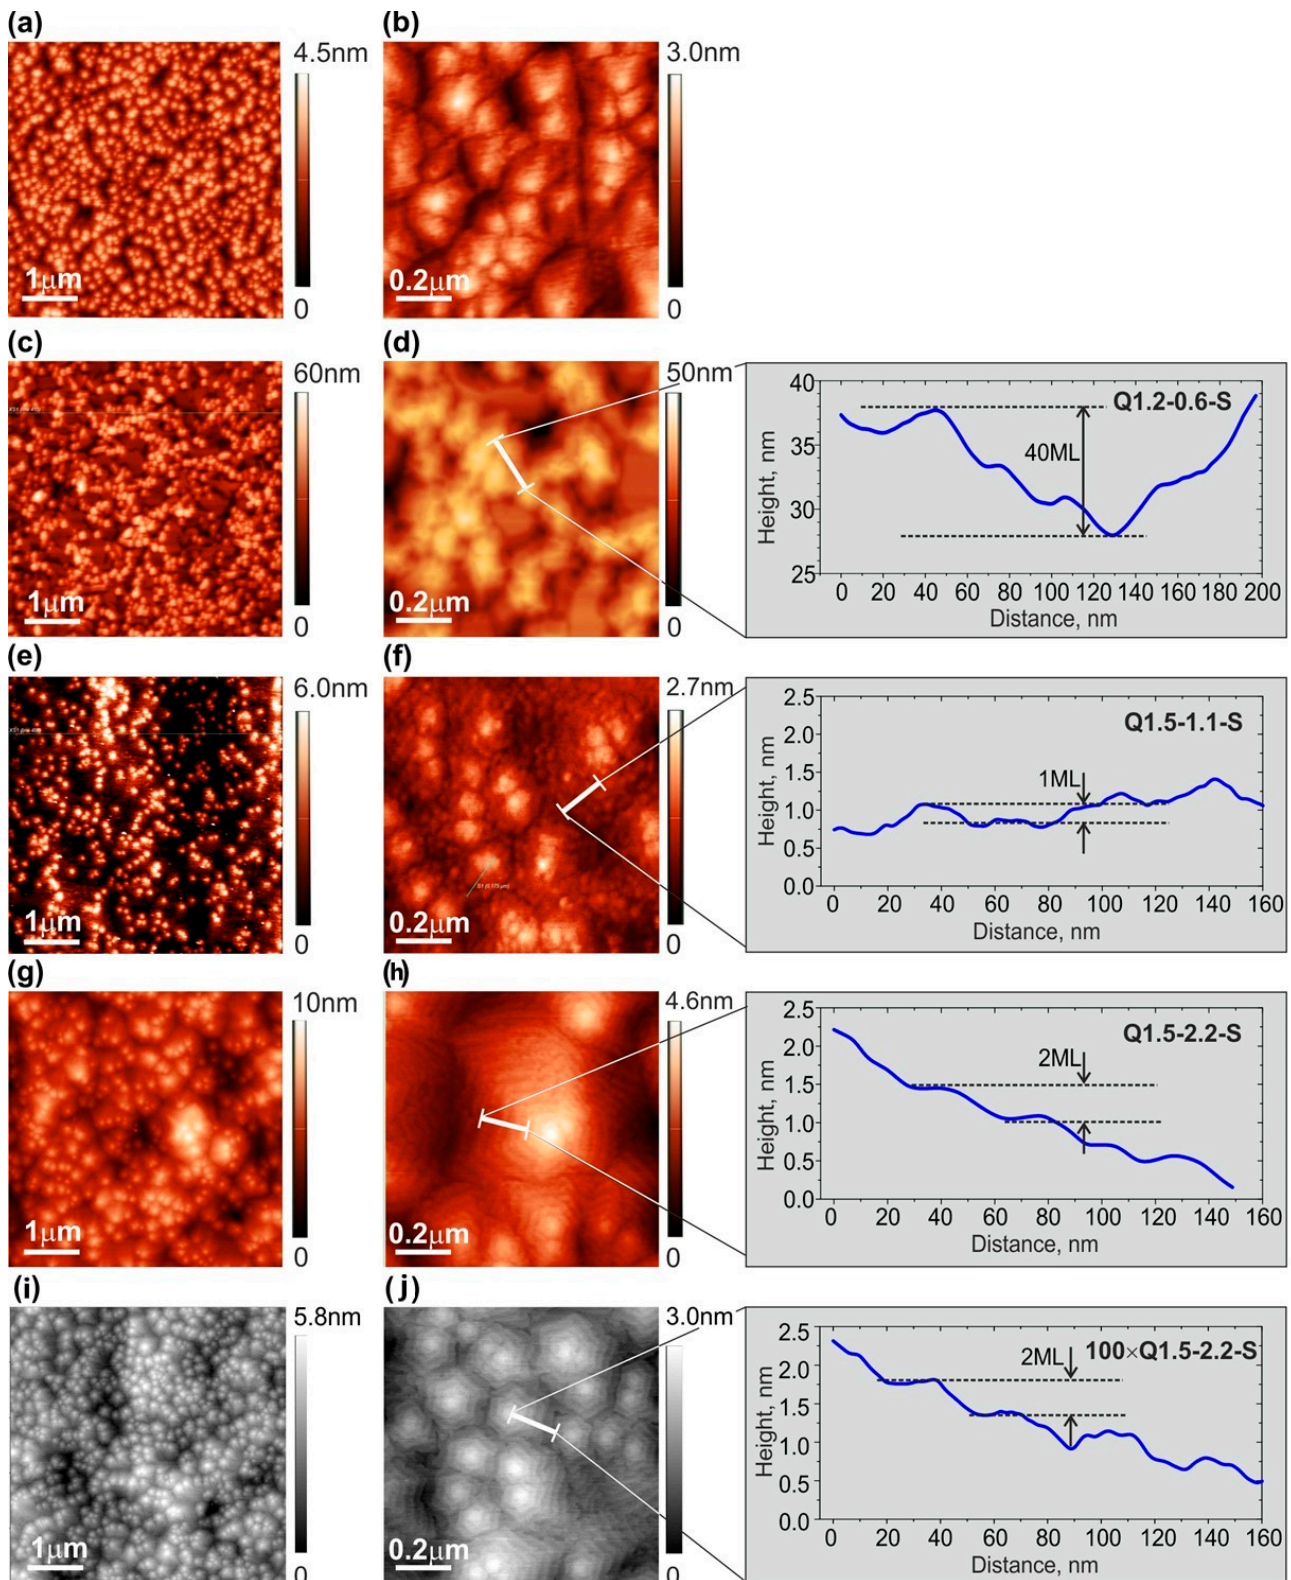 (a)
4.5nm
1μm
0
(b)
3.0nm
0.2μm
0
(c)
60nm
1μm
0
(d)
50nm
0.2μm
0
40
35
30
25
Height, nm
Q1.2-0.6-S
40ML
0 20 40 60 80 100 120 140 160 180 200
Distance, nm
(e)
6.0nm
1μm
0
(f)
2.7nm
0.2μm
0
2.5
2.0
1.5
1.0
0.5
0.0
Height, nm
Q1.5-1.1-S
1ML
0 20 40 60 80 100 120 140 160
Distance, nm
(g)
10nm
1μm
0
(h)
4.6nm
0.2μm
0
2.5
2.0
1.5
1.0
0.5
0.0
Height, nm
Q1.5-2.2-S
2ML
0 20 40 60 80 100 120 140 160
Distance, nm
(i)
5.8nm
1μm
0
(j)
3.0nm
0.2μm
0
2.5
2.0
1.5
1.0
0.5
0.0
Height, nm
2ML
100×Q1.5-2.2-S
0 20 40 60 80 100 120 140 160
Distance, nm